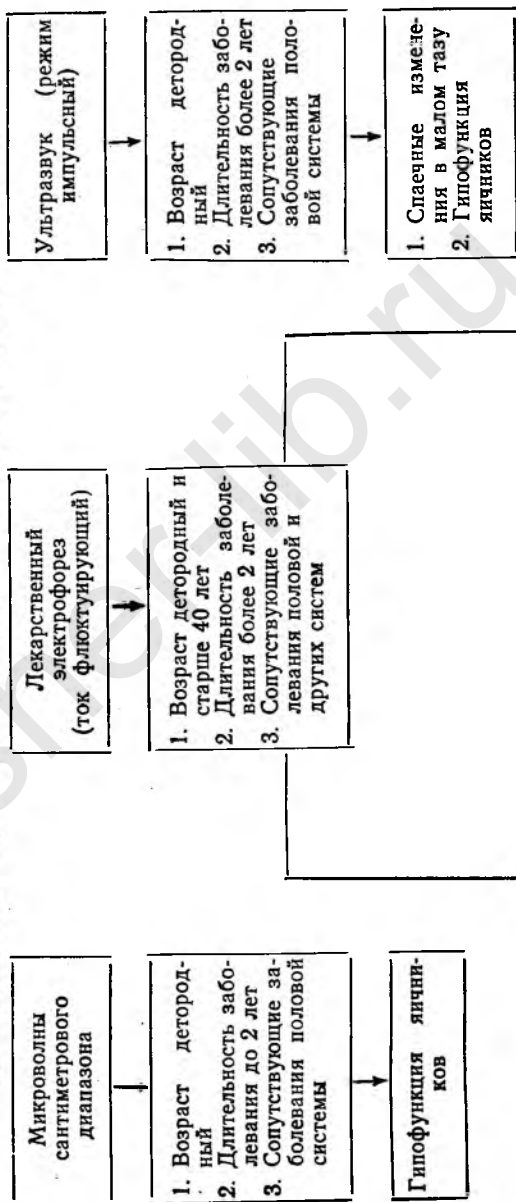 Микроволны
сантиметрового
диапазона
1. Возраст детород-
ный
2. Длительность забо-
левания до 2 лет
3. Сопутствующие за-
болевания половой
системы
Гипофункция яични-
ков
Лекарственный
электрофорез
(ток флюктуирующий)
1. Возраст детородный и
старше 40 лет
2. Длительность заболе-
вания более 2 лет
3. Сопутствующие забо-
левания половой и
других систем
Ультразвук (режим
импульсный)
1. Возраст детород-
ный
2. Длительность забо-
левания более 2 лет
3. Сопутствующие
заболевания поло-
вой системы
1. Спаечные измене-
ния в малом тазу
2. Гипофункция
яичников
sher-lib.ru